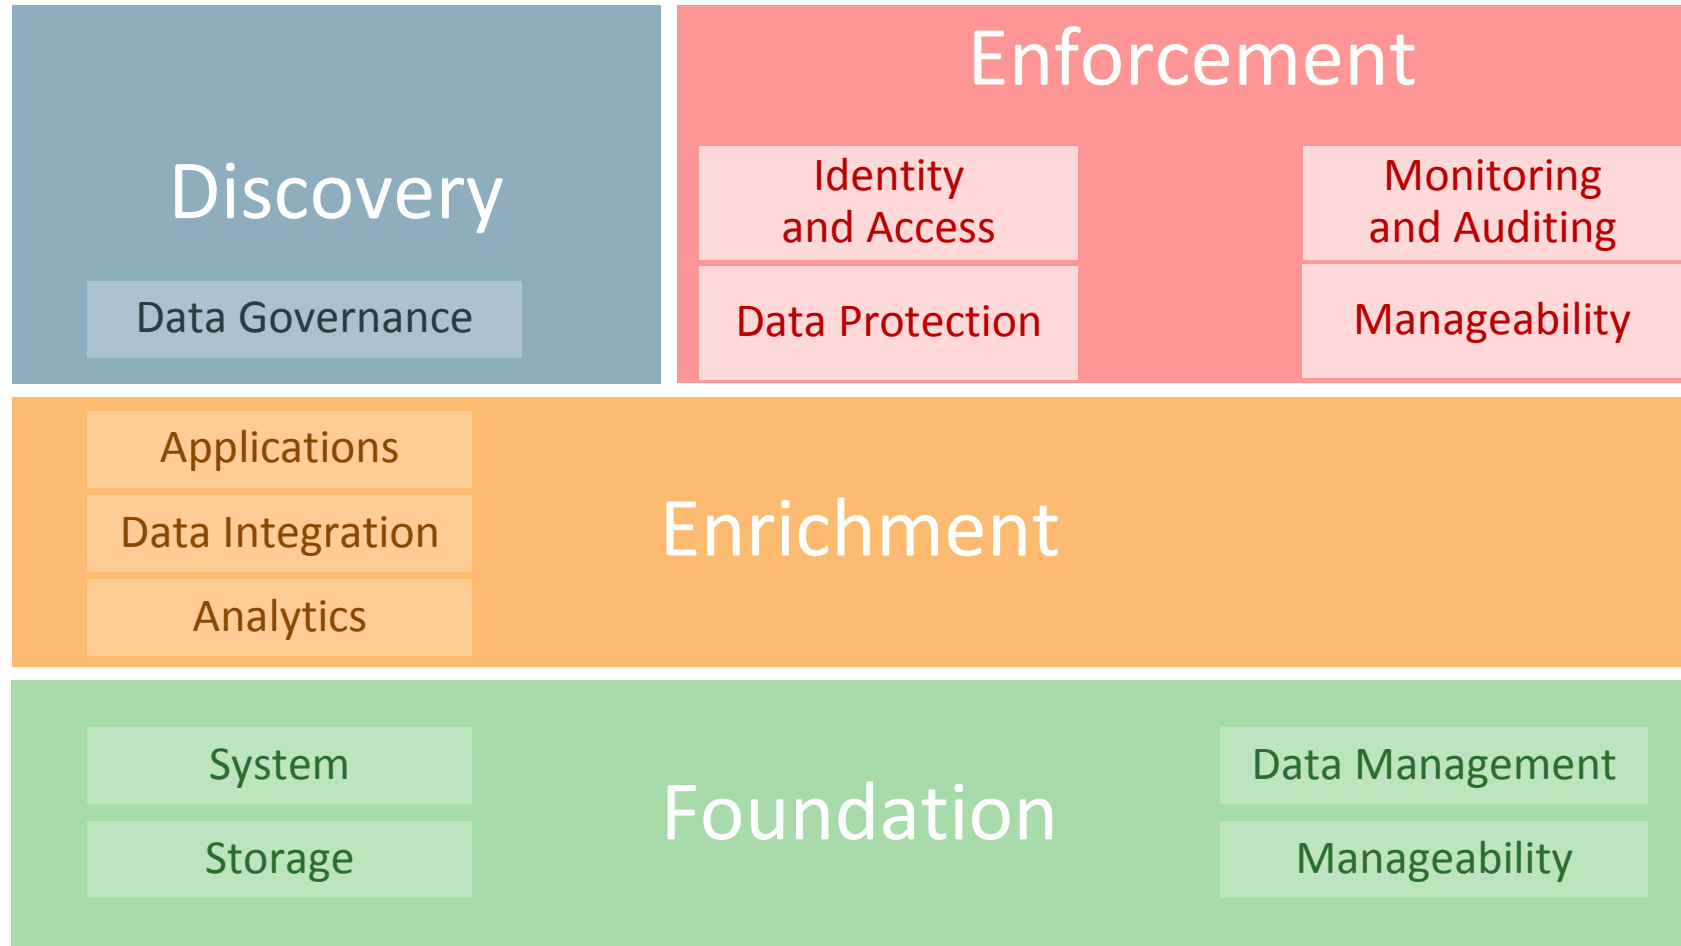 Discovery
Data Governance
Enforcement
Identity
and Access
Data Protection
Monitoring
and Auditing
Manageability
Applications
Data Integration
Analytics
Enrichment
System
Storage
Foundation
Data Management
Manageability